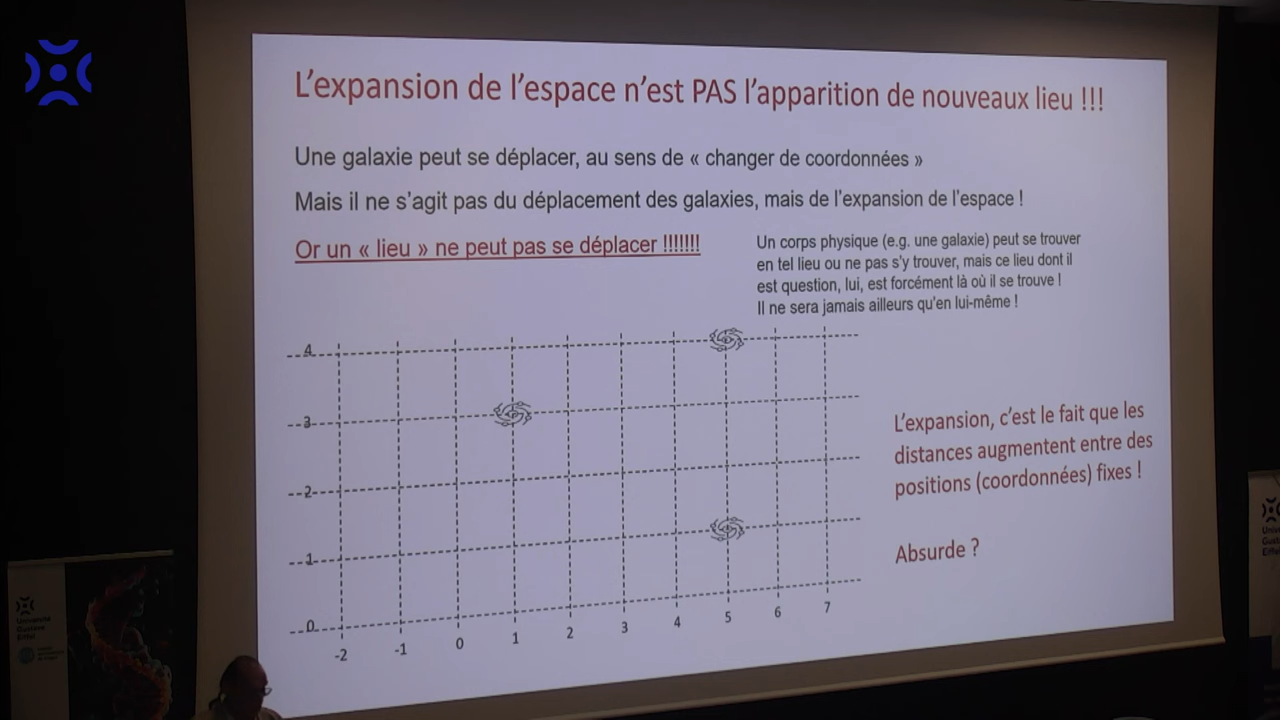 L'expansion de l'espace n'est PAS l'apparition de nouveaux lieu !!!
Une galaxie peut se déplacer, au sens de « changer de coordonnées »
Mais il ne s'agit pas du déplacement des galaxies, mais de l'expansion de l'espace !
Or un « lieu » ne peut pas se déplacer !!!!!!!
Un corps physique (e.g. une galaxie) peut se trouver
en tel lieu ou ne pas s'y trouver, mais ce lieu dont il
est question, lui, est forcément là où il se trouve !
Il ne sera jamais ailleurs qu'en lui-même !
4
3
2
1
0
-2 -1 0 1 2 3 4 5 6 7
L'expansion, c'est le fait que les
distances augmentent entre des
positions (coordonnées) fixes !
Absurde ?
Université
Gustave
Eiffel